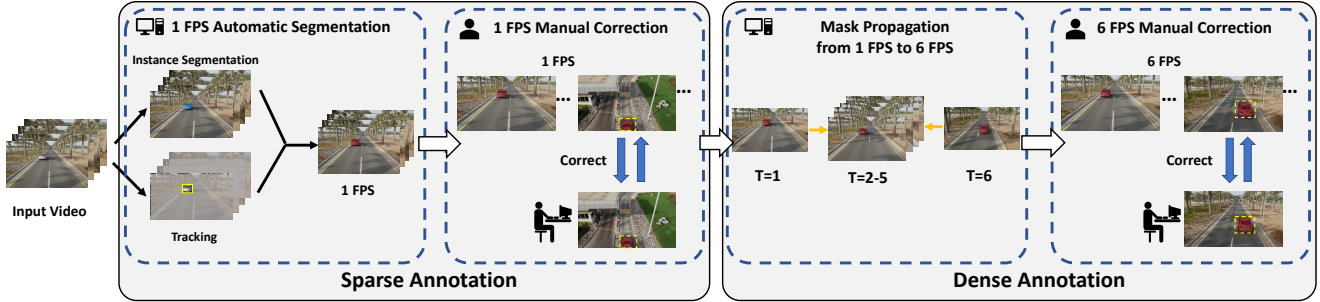 Input Video
1 FPS Automatic Segmentation
Instance Segmentation
Tracking
1 FPS
1 FPS Manual Correction
1 FPS
...
...
Correct
Sparse Annotation
Mask Propagation
from 1 FPS to 6 FPS
T=1
T=2-5
T=6
6 FPS Manual Correction
6 FPS
...
...
Correct
Dense Annotation